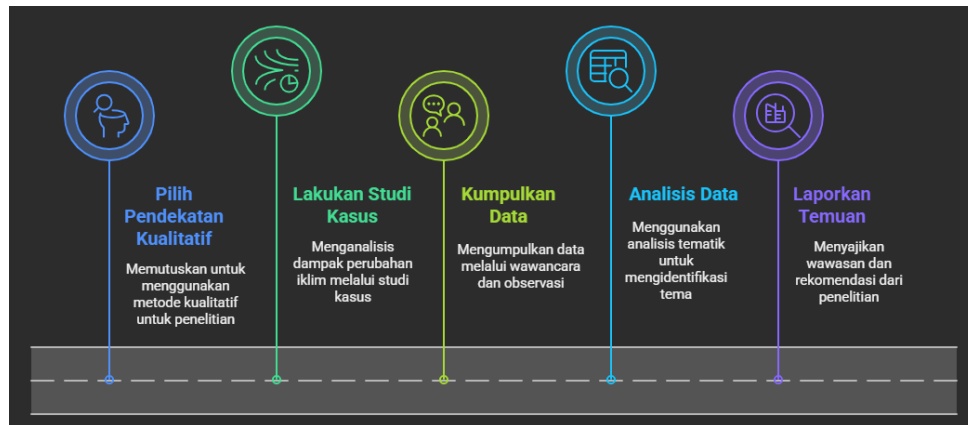 Pilih
Pendekatan
Kualitatif
Memutuskan untuk
menggunakan
metode kualitatif
untuk penelitian
Lakukan Studi
Kasus
Menganalisis
dampak perubahan
iklim melalui studi
kasus
Kumpulkan
Data
Mengumpulkan data
melalui wawancara
dan observasi
Analisis Data
Menggunakan
analisis tematik
untuk
mengidentifikasi
tema
Laporkan
Temuan
Menyajikan
wawasan dan
rekomendasi dari
penelitian